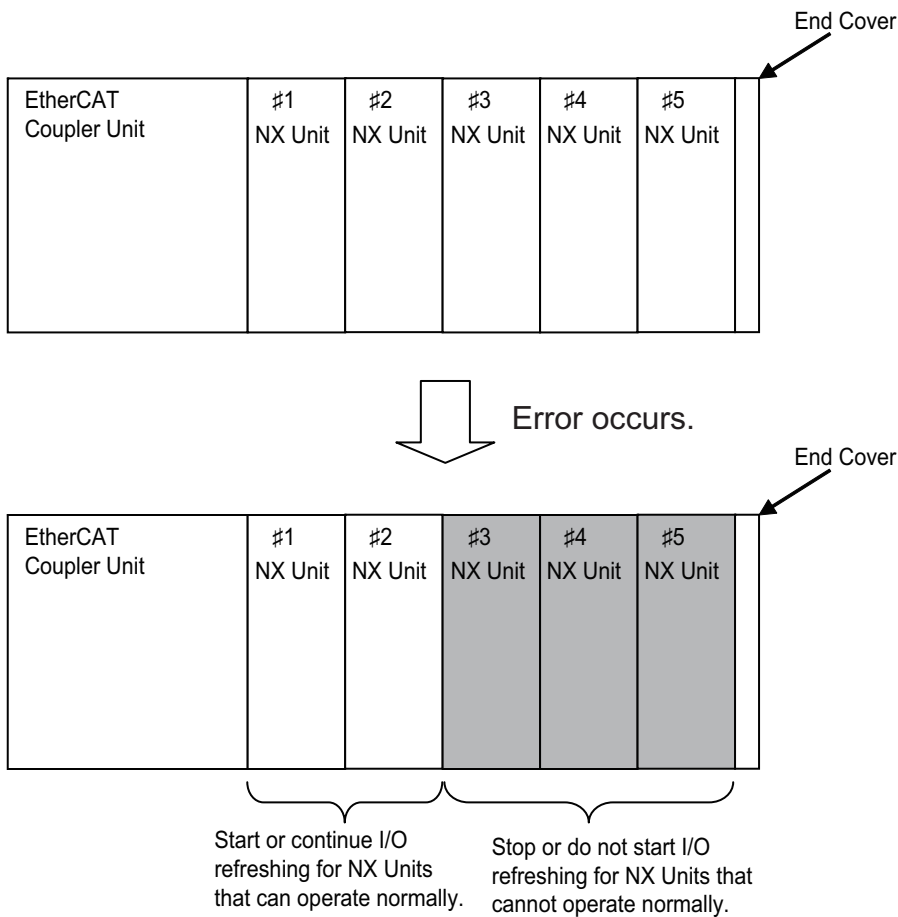 End Cover
EtherCAT
Coupler Unit
♯1
NX Unit
♯2
NX Unit
♯3
NX Unit
♯4
NX Unit
♯5
NX Unit
Error occurs.
End Cover
EtherCAT
Coupler Unit
♯1
NX Unit
♯2
NX Unit
♯3
NX Unit
♯4
NX Unit
♯5
NX Unit
Start or continue I/O
refreshing for NX Units
that can operate normally.
Stop or do not start I/O
refreshing for NX Units that
cannot operate normally.